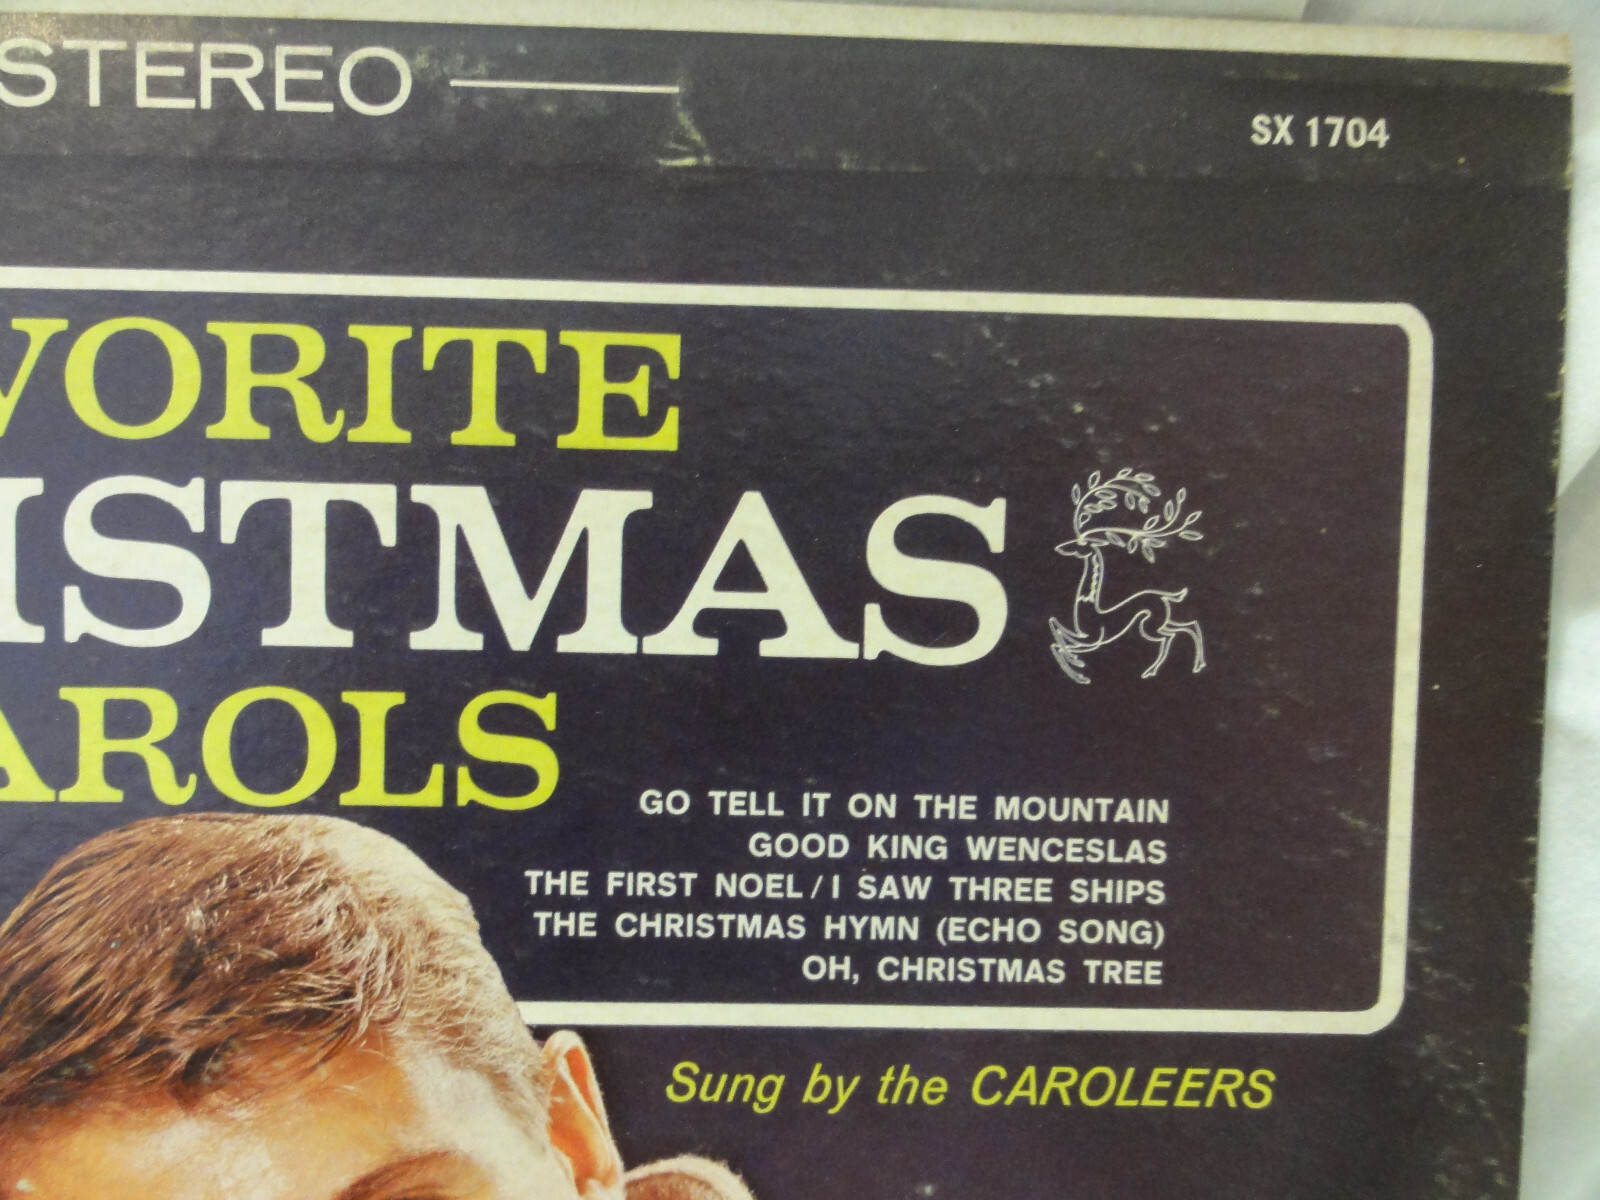 STEREO
SX 1704
VORITE
ISTMAS
AROLS
GO TELL IT ON THE MOUNTAIN
GOOD KING WENCESLAS
THE FIRST NOEL / I SAW THREE SHIPS
THE CHRISTMAS HYMN (ECHO SONG)
OH, CHRISTMAS TREE
Sung by the CAROLEERS